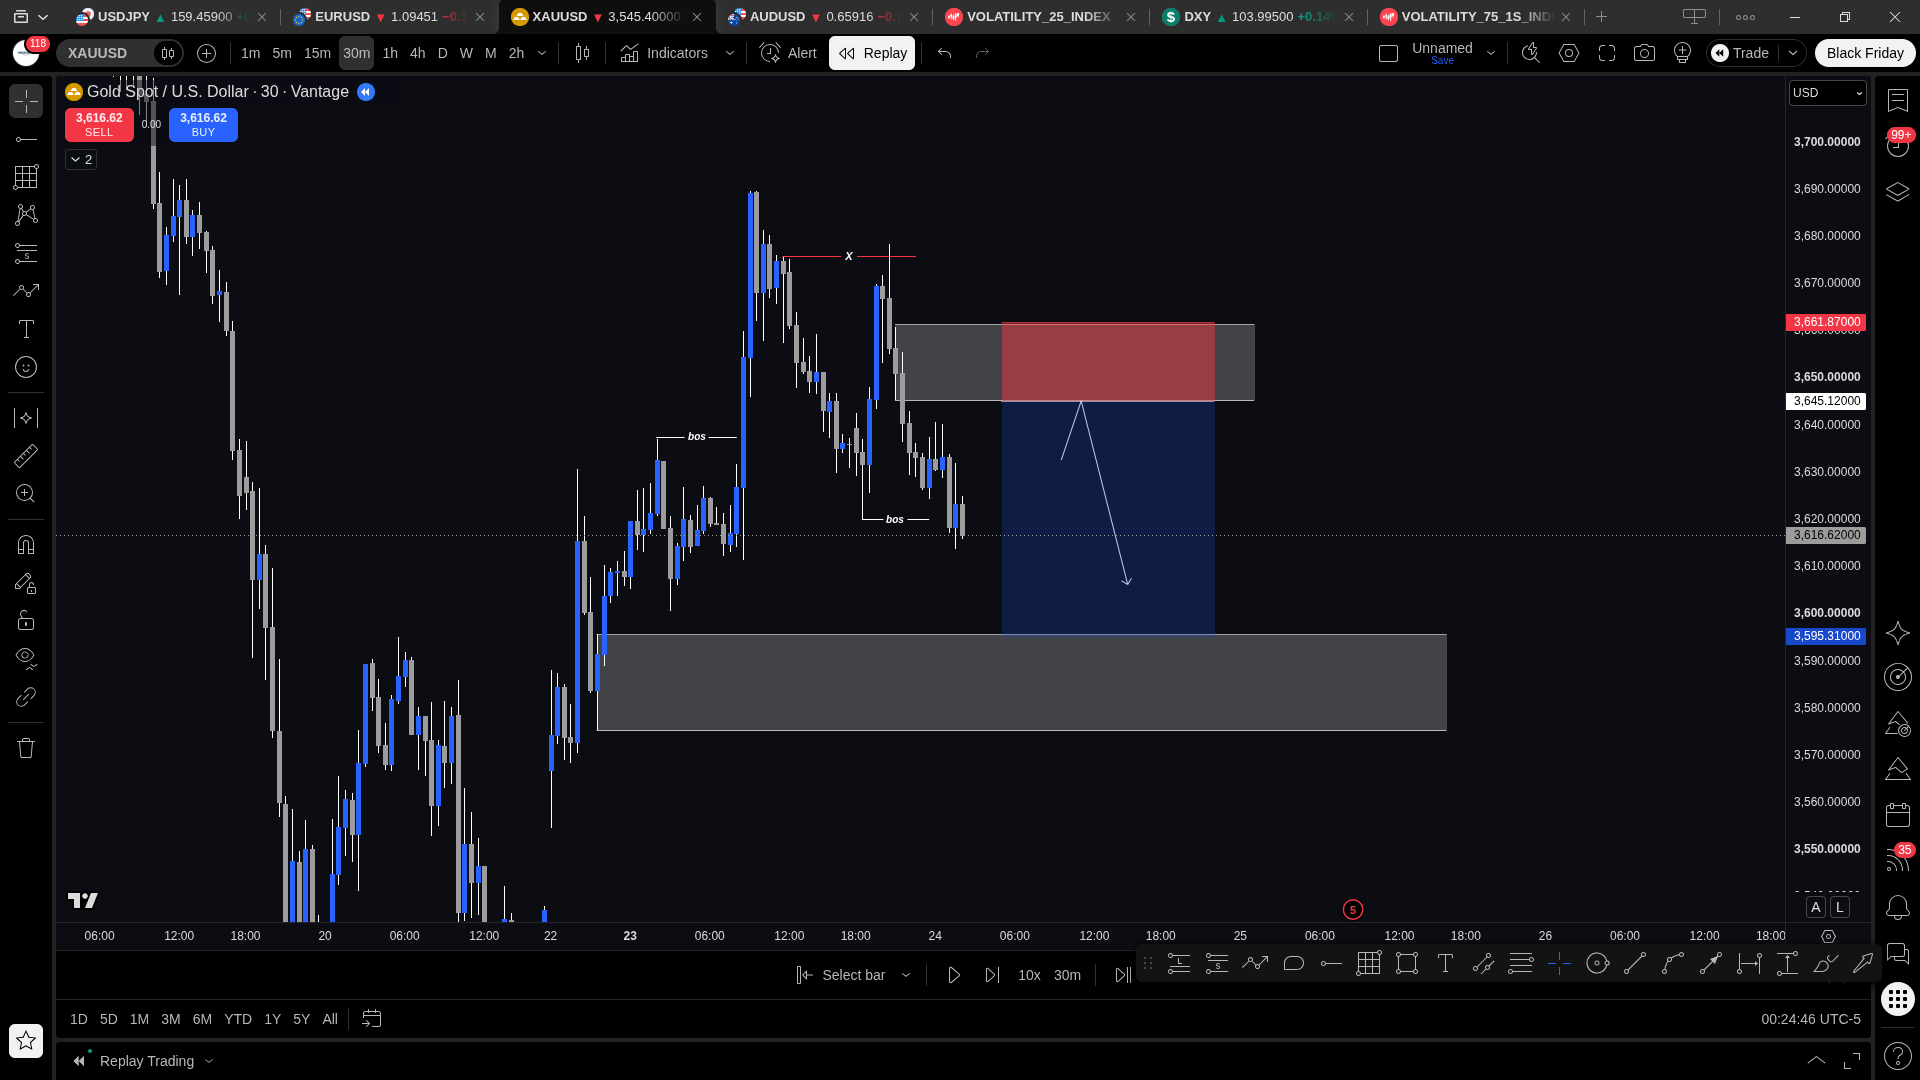 USDJPY ▲ 159.45900
EURUSD ▼ 1.09451
XAUUSD ▼ 3,545.40000
AUDUSD ▼ 0.65916
VOLATILITY_25_INDEX
DXY ▲ 103.99500 +0.14%
VOLATILITY_75_1S_INDE
118
XAUUSD
1m 5m 15m 30m 1h 4h D W M 2h
Indicators
Alert
Replay
Unnamed
Save
Trade
Black Friday
Gold Spot / U.S. Dollar · 30 · Vantage
3,616.62
SELL
0.00
3,616.62
BUY
2
USD
99+
3,700.00000
3,690.00000
3,680.00000
3,670.00000
3,661.87000
3,650.00000
3,645.12000
3,640.00000
3,630.00000
3,620.00000
3,616.62000
3,610.00000
3,600.00000
3,595.31000
3,590.00000
3,580.00000
3,570.00000
3,560.00000
3,550.00000
X
bos
bos
5
35
A L
06:00 12:00 18:00 20 06:00 12:00 22 23 06:00 12:00 18:00 24 06:00 12:00 18:00 25 06:00 12:00 18:00 26 06:00 12:00 18:00
Select bar
10x
30m
1D 5D 1M 3M 6M YTD 1Y 5Y All
00:24:46 UTC-5
Replay Trading